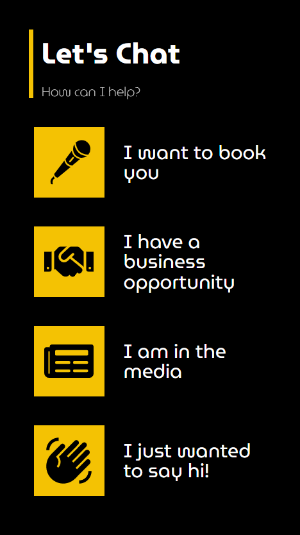 Let's Chat
How can I help?
I want to book
you
I have a
business
opportunity
I am in the
media
I just wanted
to say hi!